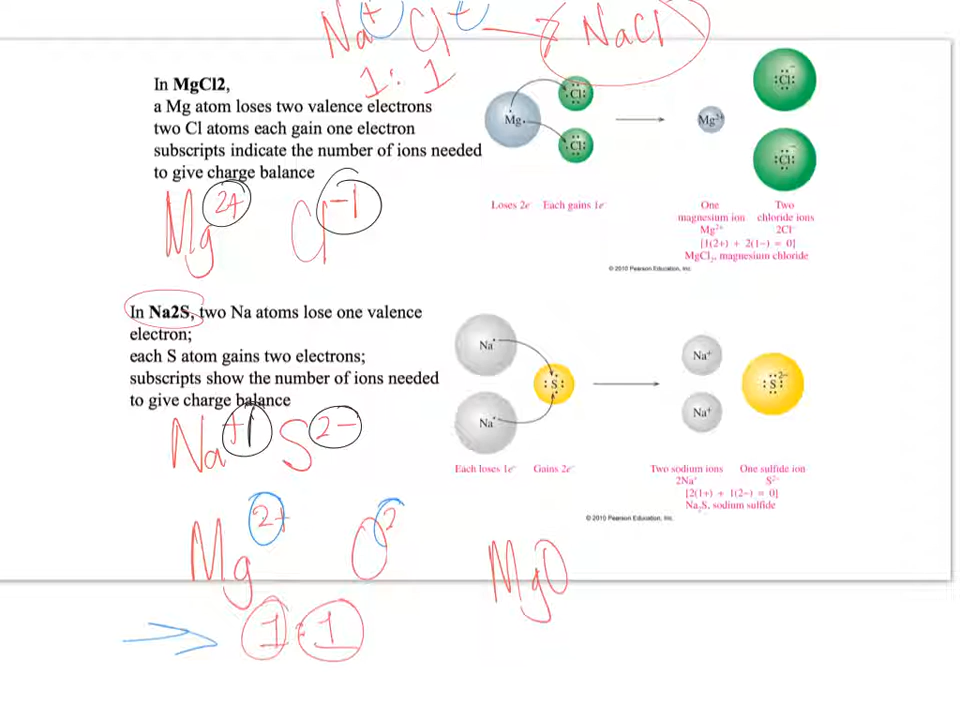 Na+ Cl- → NaCl
1:1
In MgCl2,
a Mg atom loses two valence electrons
two Cl atoms each gain one electron
subscripts indicate the number of ions needed
to give charge balance
Mg· :Cl: :Cl: Mg2+ :Cl:- :Cl:-
Loses 2e- Each gains 1e-
One Two
magnesium ion chloride ions
Mg2+ 2Cl-
[1(2+) + 2(1−) = 0]
MgCl2, magnesium chloride
© 2010 Pearson Education, Inc.
Mg2+ Cl-1
In Na2S, two Na atoms lose one valence
electron;
each S atom gains two electrons;
subscripts show the number of ions needed
to give charge balance
Na· Na· :S: Na+ Na+ :S:2-
Each loses 1e- Gains 2e-
Two sodium ions One sulfide ion
2Na+ S2-
[2(1+) + 1(2−) = 0]
Na2S, sodium sulfide
© 2010 Pearson Education, Inc.
Na+1 S2-
Mg2+ O2 MgO
1:1